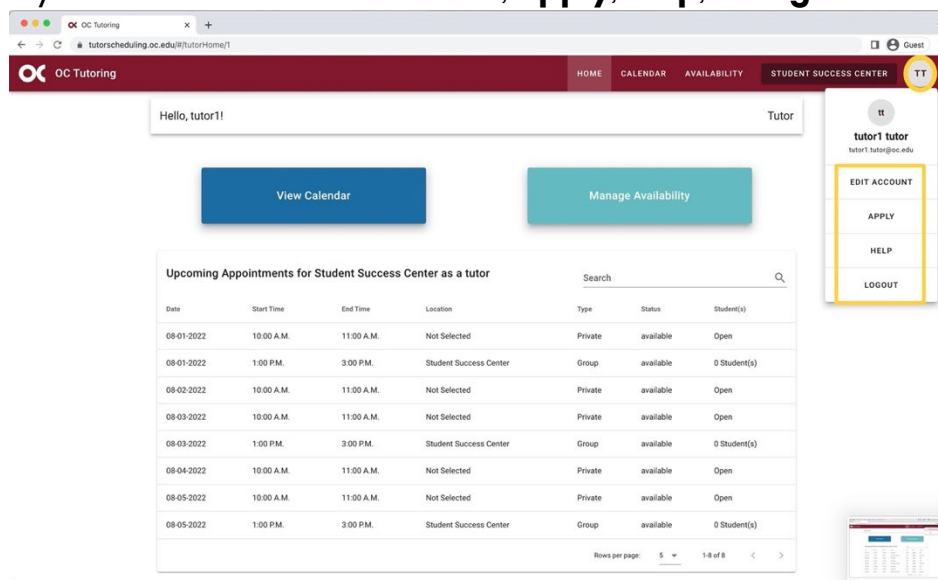 OC Tutoring
tutorscheduling.oc.edu/#/tutorHome/1
Guest
OC Tutoring HOME CALENDAR AVAILABILITY STUDENT SUCCESS CENTER TT
Hello, tutor1! Tutor
tt
tutor1 tutor
tutor1.tutor@oc.edu
EDIT ACCOUNT
APPLY
HELP
LOGOUT
View Calendar Manage Availability
Upcoming Appointments for Student Success Center as a tutor Search
Date Start Time End Time Location Type Status Student(s)
08-01-2022 10:00 A.M. 11:00 A.M. Not Selected Private available Open
08-01-2022 1:00 P.M. 3:00 P.M. Student Success Center Group available 0 Student(s)
08-02-2022 10:00 A.M. 11:00 A.M. Not Selected Private available Open
08-03-2022 10:00 A.M. 11:00 A.M. Not Selected Private available Open
08-03-2022 1:00 P.M. 3:00 P.M. Student Success Center Group available 0 Student(s)
08-04-2022 10:00 A.M. 11:00 A.M. Not Selected Private available Open
08-05-2022 10:00 A.M. 11:00 A.M. Not Selected Private available Open
08-05-2022 1:00 P.M. 3:00 P.M. Student Success Center Group available 0 Student(s)
Rows per page: 5 1-8 of 8